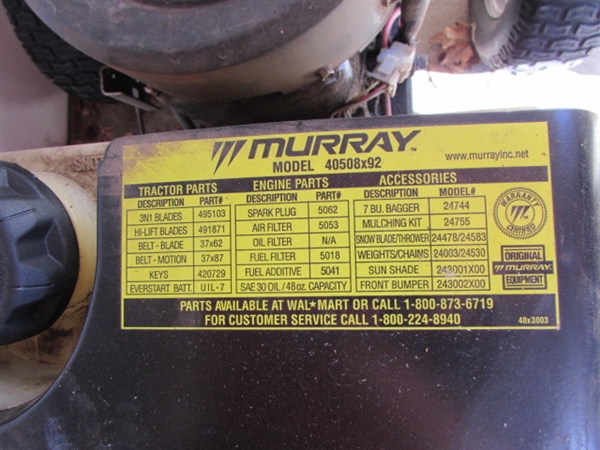 MURRAY™
MODEL 40508x92
www.murrayinc.net
TRACTOR PARTS
DESCRIPTION PART#
3N1 BLADES 495103
HI-LIFT BLADES 491871
BELT - BLADE 37x62
BELT - MOTION 37x87
KEYS 420729
EVERSTART BATT. U1L-7
ENGINE PARTS
DESCRIPTION PART#
SPARK PLUG 5062
AIR FILTER 5053
OIL FILTER N/A
FUEL FILTER 5018
FUEL ADDITIVE 5041
SAE 30 OIL / 48oz. CAPACITY
ACCESSORIES
DESCRIPTION MODEL#
7 BU. BAGGER 24744
MULCHING KIT 24755
SNOW BLADE/THROWER 24478/24583
WEIGHTS/CHAINS 24003/24530
SUN SHADE 243001X00
FRONT BUMPER 243002X00
WARRANTY
CERTIFIED
ORIGINAL
MURRAY
EQUIPMENT
PARTS AVAILABLE AT WAL★MART OR CALL 1-800-873-6719
FOR CUSTOMER SERVICE CALL 1-800-224-8940
48x3003